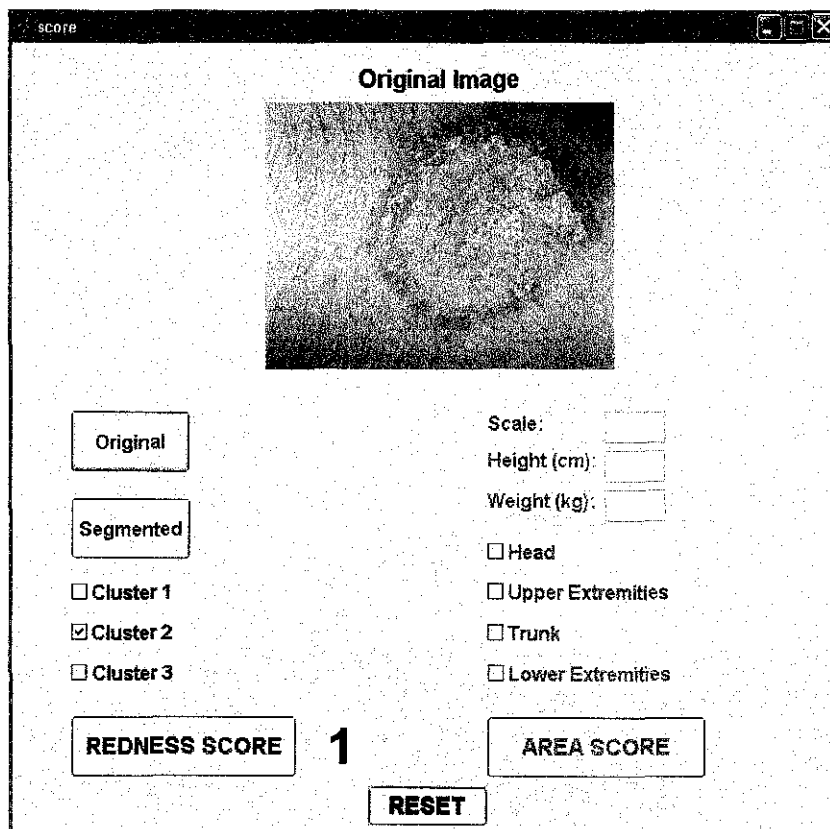 score
Original Image
Original
Segmented
Cluster 1
Cluster 2
Cluster 3
REDNESS SCORE 1
Scale:
Height (cm):
Weight (kg):
Head
Upper Extremities
Trunk
Lower Extremities
AREA SCORE
RESET